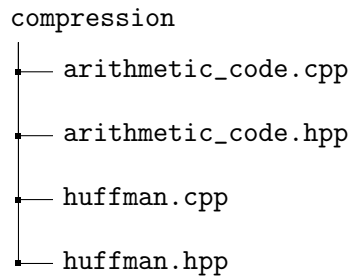 compression
arithmetic_code.cpp
arithmetic_code.hpp
huffman.cpp
huffman.hpp